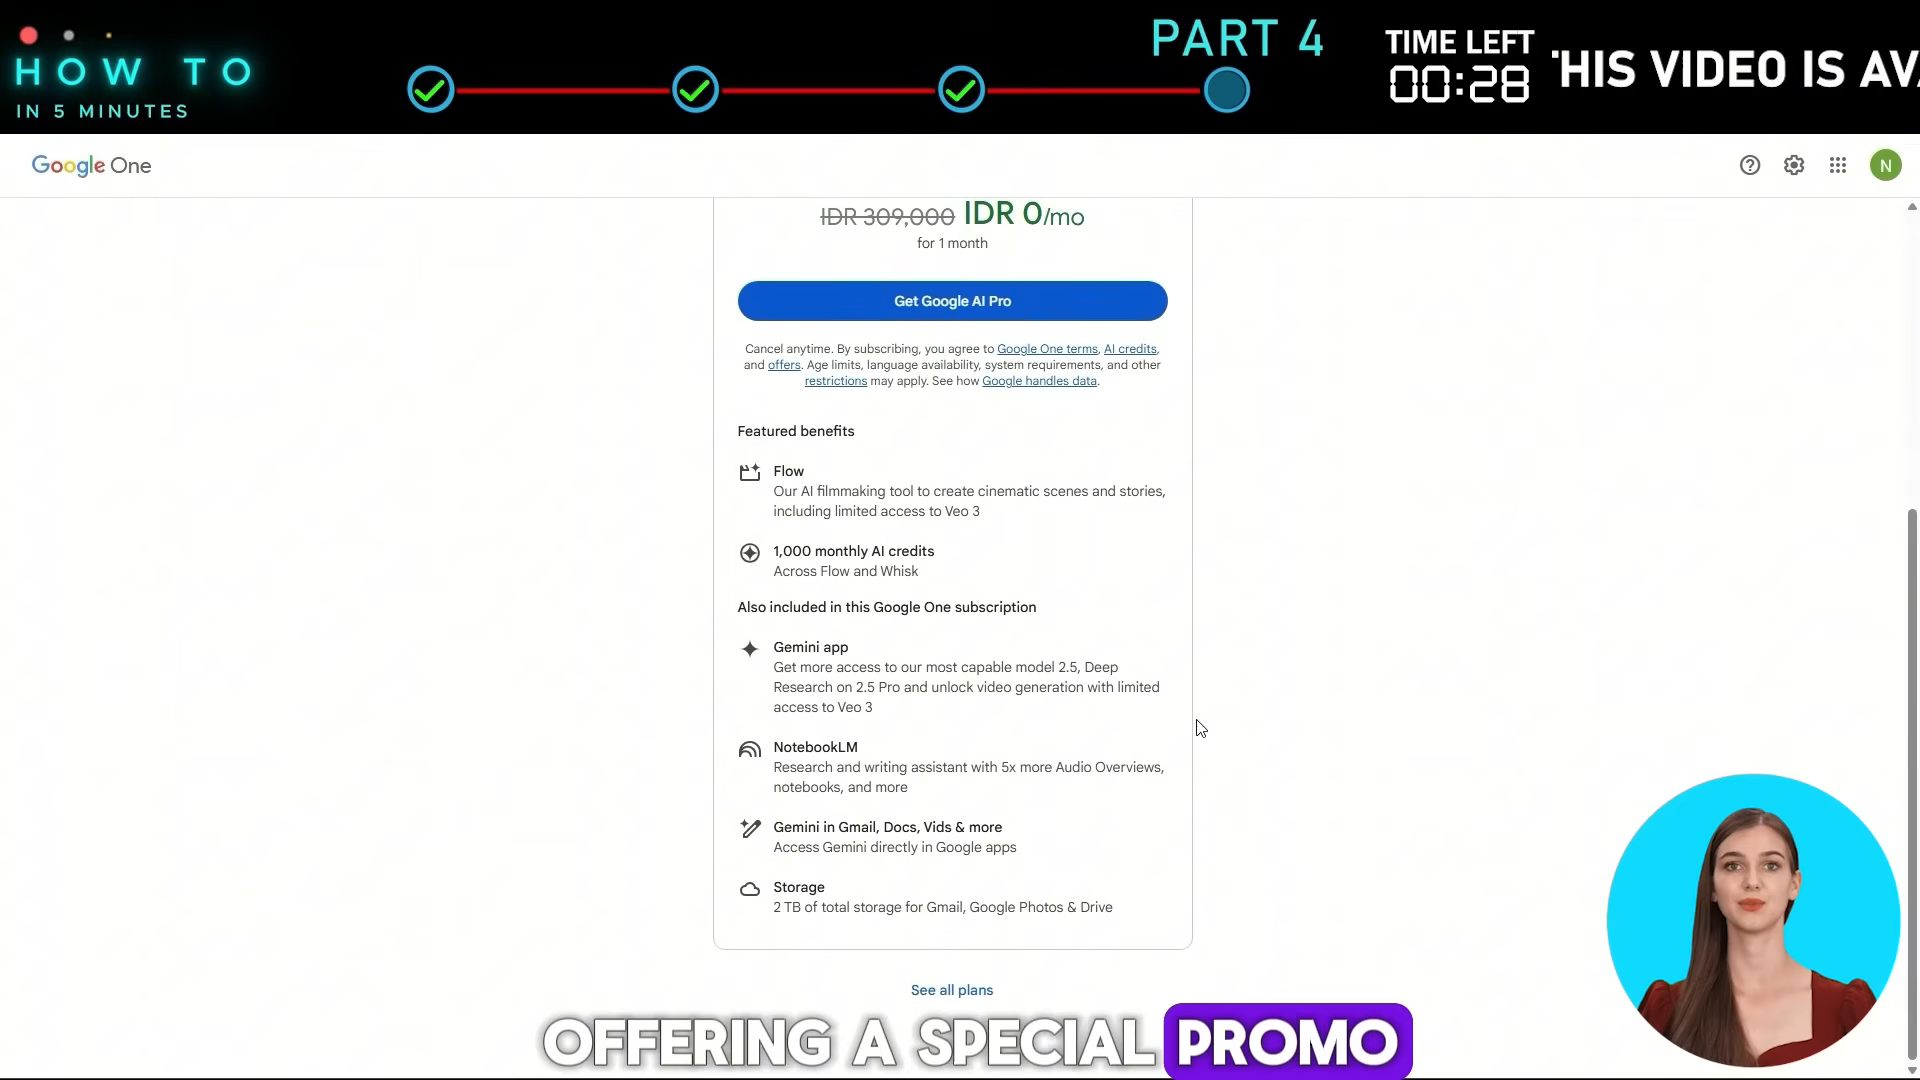 HOW TO
IN 5 MINUTES
PART 4
TIME LEFT
00:28
HIS VIDEO IS AV
Google One
N
IDR 309,000 IDR 0/mo
for 1 month
Get Google AI Pro
Cancel anytime. By subscribing, you agree to Google One terms, AI credits,
and offers. Age limits, language availability, system requirements, and other
restrictions may apply. See how Google handles data.
Featured benefits
Flow
Our AI filmmaking tool to create cinematic scenes and stories,
including limited access to Veo 3
1,000 monthly AI credits
Across Flow and Whisk
Also included in this Google One subscription
Gemini app
Get more access to our most capable model 2.5, Deep
Research on 2.5 Pro and unlock video generation with limited
access to Veo 3
NotebookLM
Research and writing assistant with 5x more Audio Overviews,
notebooks, and more
Gemini in Gmail, Docs, Vids & more
Access Gemini directly in Google apps
Storage
2 TB of total storage for Gmail, Google Photos & Drive
See all plans
OFFERING A SPECIAL PROMO